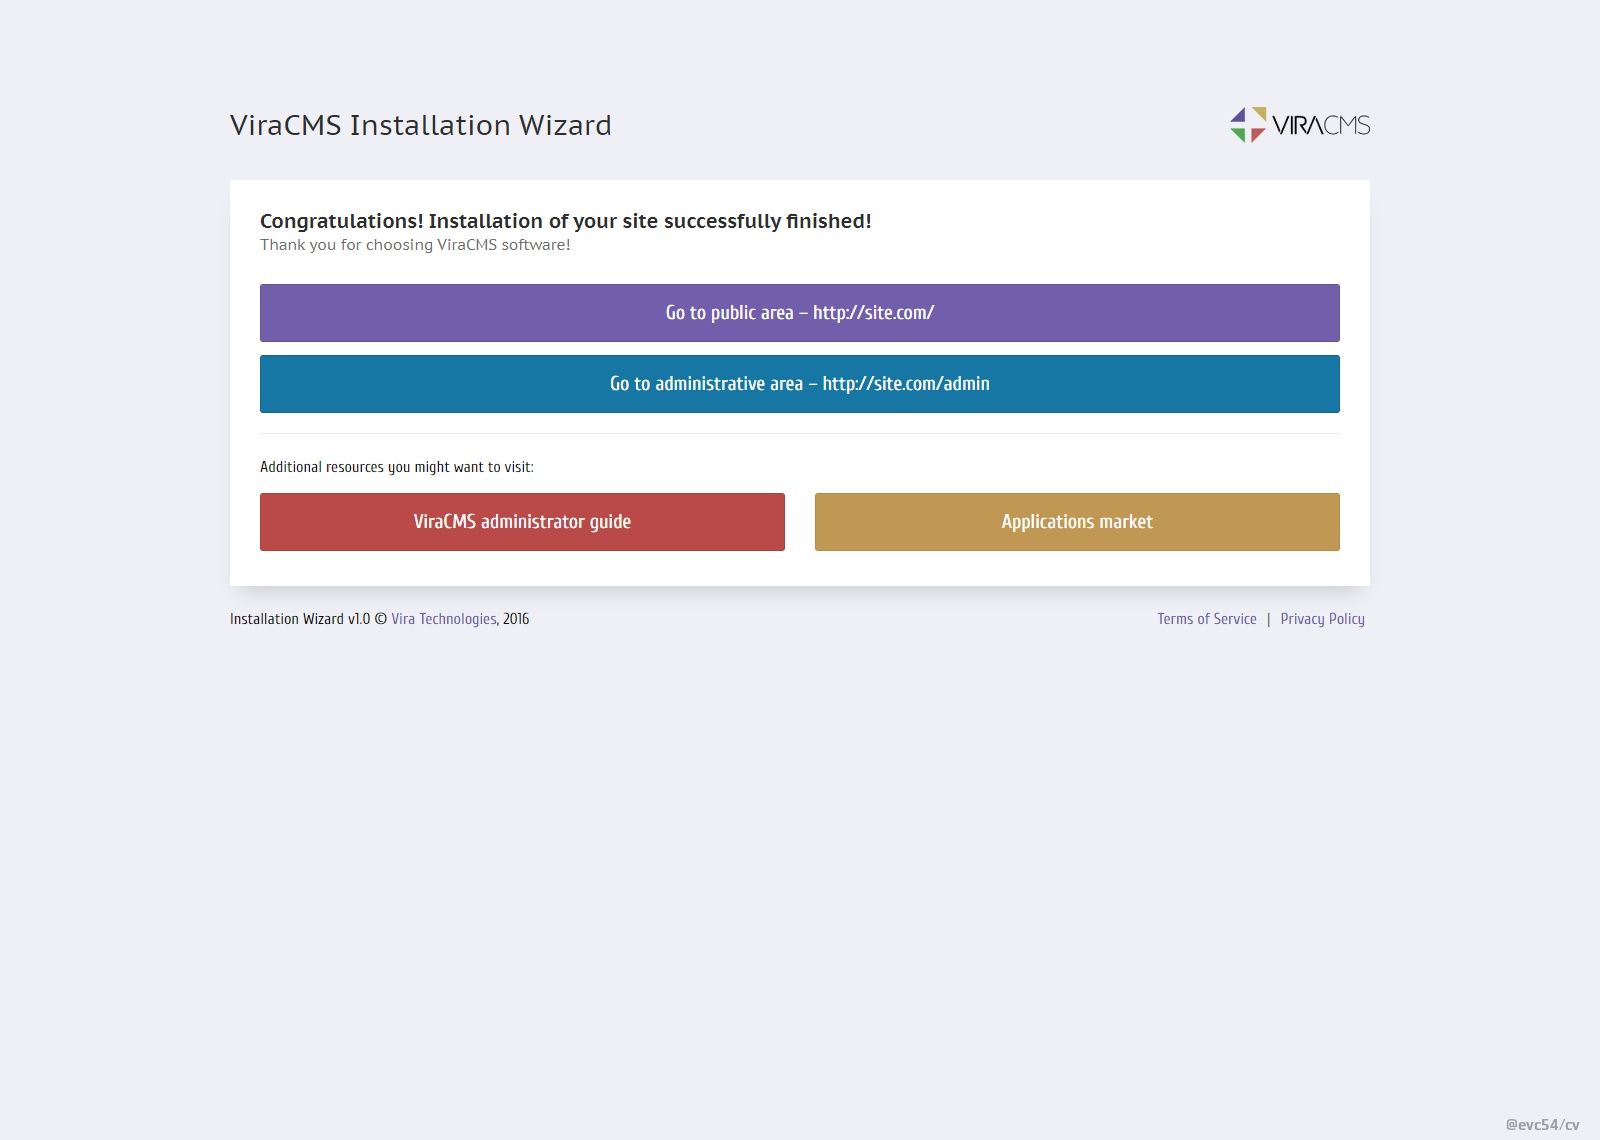 ViraCMS Installation Wizard
VIRACMS
Congratulations! Installation of your site successfully finished!
Thank you for choosing ViraCMS software!
Go to public area – http://site.com/
Go to administrative area – http://site.com/admin
Additional resources you might want to visit:
ViraCMS administrator guide
Applications market
Installation Wizard v1.0 © Vira Technologies, 2016
Terms of Service | Privacy Policy
@evc54/cv